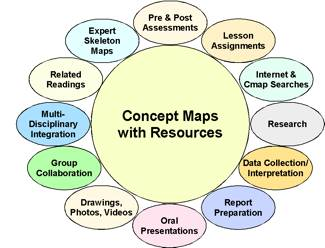 Pre & Post
Assessments
Lesson
Assignments
Internet &
Cmap Searches
Research
Data Collection/
Interpretation
Report
Preparation
Oral
Presentations
Drawings,
Photos, Videos
Group
Collaboration
Multi-
Disciplinary
Integration
Related
Readings
Expert
Skeleton
Maps
Concept Maps
with Resources